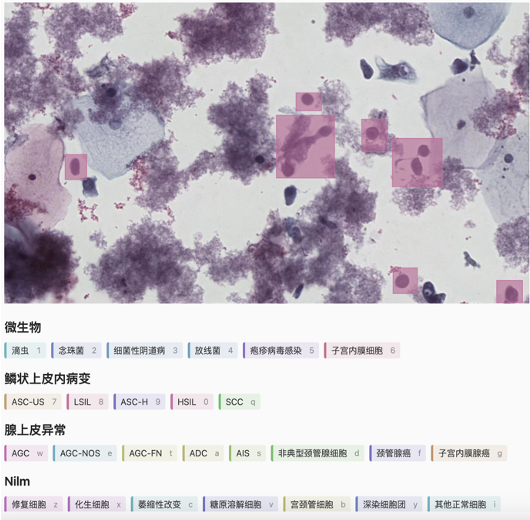 微生物
滴虫 1 念珠菌 2 细菌性阴道病 3 放线菌 4 疱疹病毒感染 5 子宫内膜细胞 6
鳞状上皮内病变
ASC-US 7 LSIL 8 ASC-H 9 HSIL 0 SCC q
腺上皮异常
AGC w AGC-NOS e AGC-FN t ADC a AIS s 非典型颈管腺细胞 d 颈管腺癌 f 子宫内膜腺癌 g
Nilm
修复细胞 z 化生细胞 x 萎缩性改变 c 糖原溶解细胞 v 宫颈管细胞 b 深染细胞团 y 其他正常细胞 i